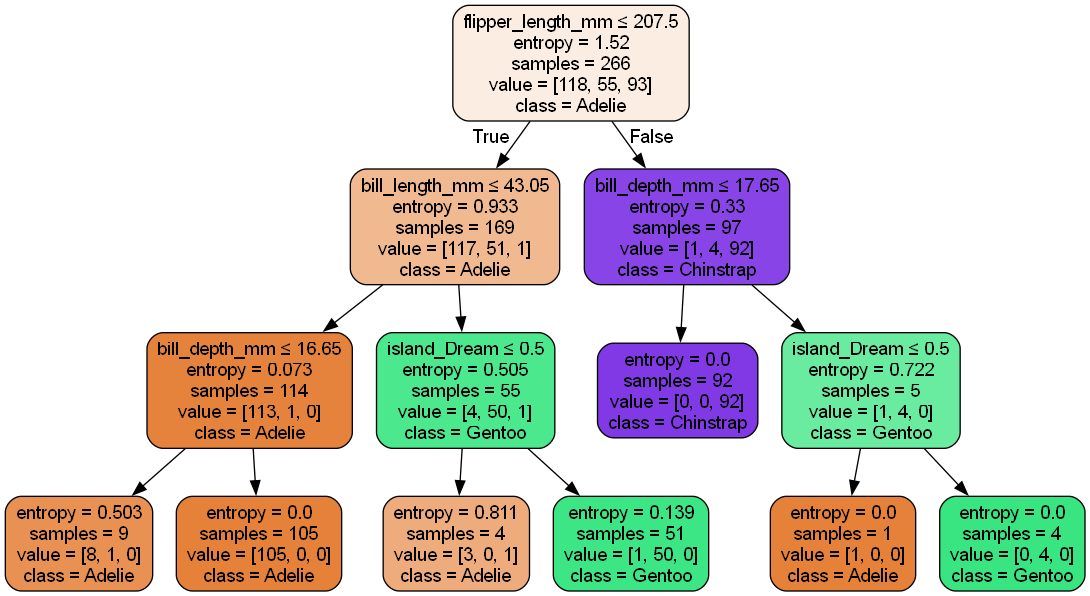 flipper_length_mm ≤ 207.5
entropy = 1.52
samples = 266
value = [118, 55, 93]
class = Adelie
True
False
bill_length_mm ≤ 43.05
entropy = 0.933
samples = 169
value = [117, 51, 1]
class = Adelie
bill_depth_mm ≤ 17.65
entropy = 0.33
samples = 97
value = [1, 4, 92]
class = Chinstrap
bill_depth_mm ≤ 16.65
entropy = 0.073
samples = 114
value = [113, 1, 0]
class = Adelie
island_Dream ≤ 0.5
entropy = 0.505
samples = 55
value = [4, 50, 1]
class = Gentoo
entropy = 0.0
samples = 92
value = [0, 0, 92]
class = Chinstrap
island_Dream ≤ 0.5
entropy = 0.722
samples = 5
value = [1, 4, 0]
class = Gentoo
entropy = 0.503
samples = 9
value = [8, 1, 0]
class = Adelie
entropy = 0.0
samples = 105
value = [105, 0, 0]
class = Adelie
entropy = 0.811
samples = 4
value = [3, 0, 1]
class = Adelie
entropy = 0.139
samples = 51
value = [1, 50, 0]
class = Gentoo
entropy = 0.0
samples = 1
value = [1, 0, 0]
class = Adelie
entropy = 0.0
samples = 4
value = [0, 4, 0]
class = Gentoo